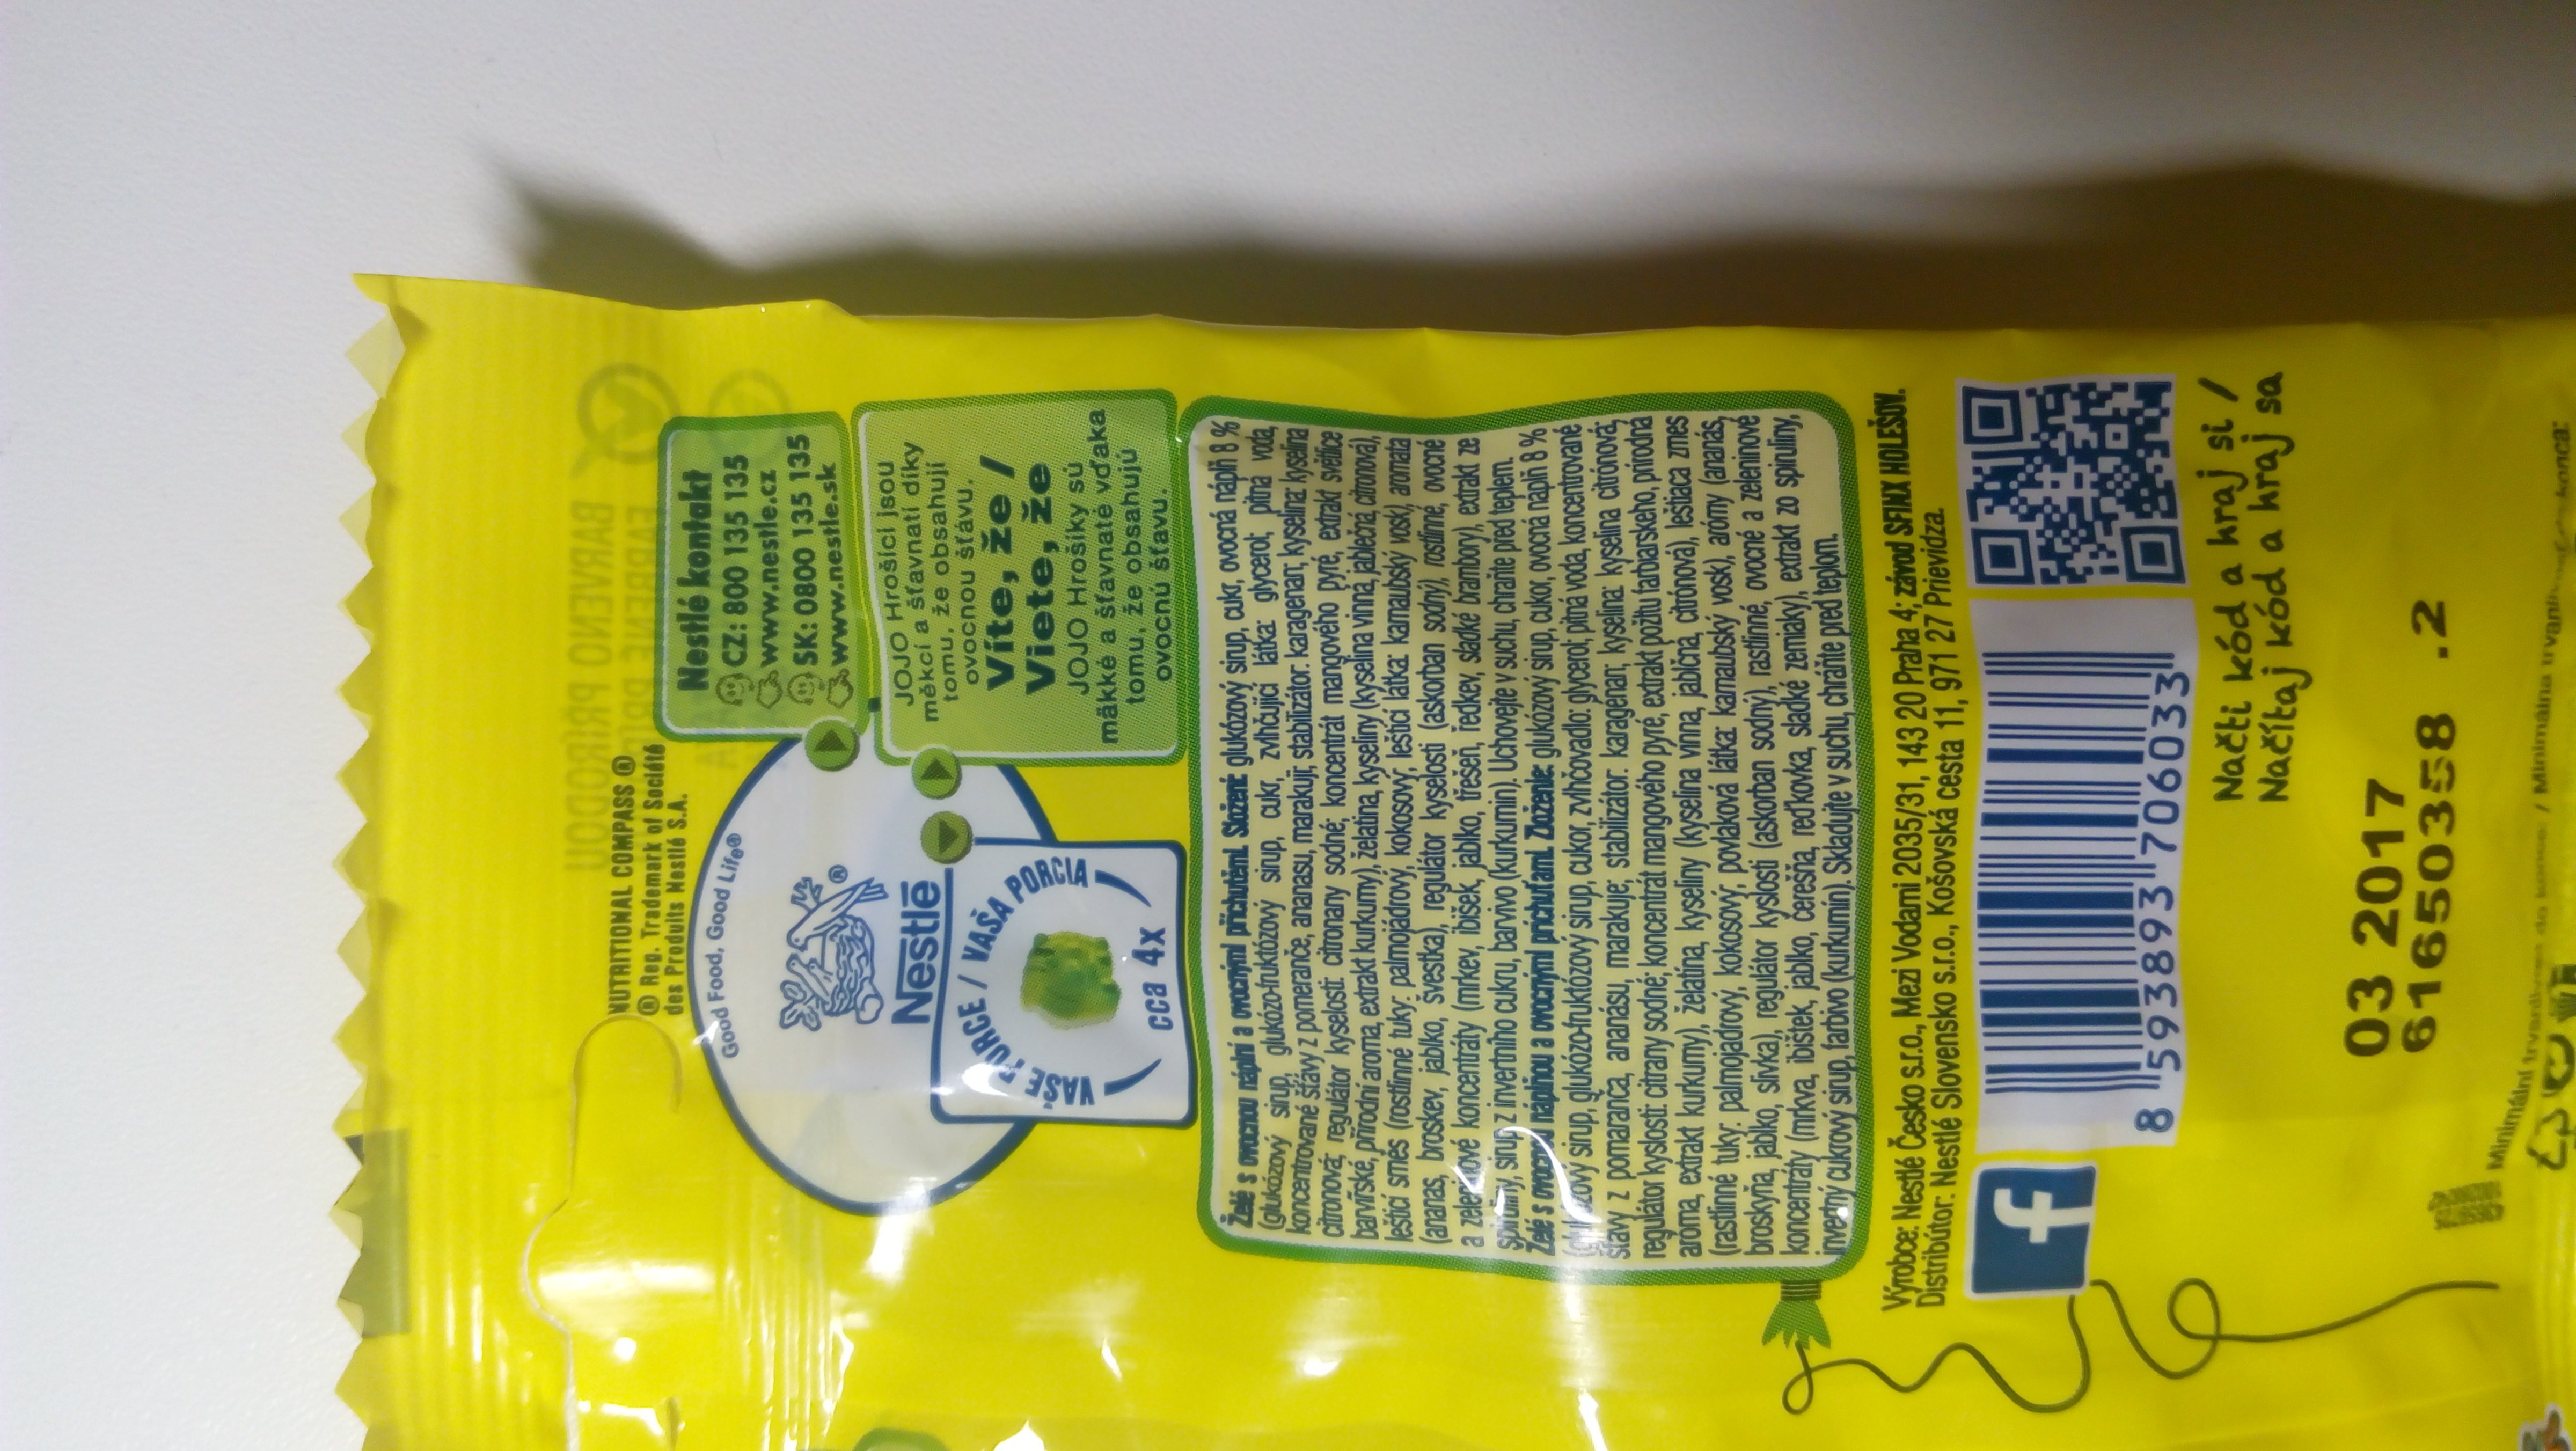 NUTRITIONAL COMPASS ®
® Reg. Trademark of Société
des Produits Nestlé S.A.
Good Food, Good Life®
Nestlé
VAŠE PORCE / VAŠA PORCIA
cca 4x
Nestlé kontakt
CZ: 800 135 135
www.nestle.cz
SK: 0800 135 135
www.nestle.sk
JOJO Hrošíci jsou
měkcí a šťavnatí díky
tomu, že obsahují
ovocnou šťávu.
Víte, že /
Viete, že
JOJO Hrošíky sú
mäkké a šťavnaté vďaka
tomu, že obsahujú
ovocnú šťavu.
Želé s ovocnou náplní a ovocnými příchutěmi. Složení: glukózový sirup, cukr, ovocná náplň 8 %
(glukózový sirup, glukózo-fruktózový sirup, cukr, zvlhčující látka: glycerol, pitná voda,
koncentrované šťávy z pomeranče, ananasu, marakuji; stabilizátor: karagenan; kyselina: kyselina
citronová; regulátor kyselosti: citronany sodné; koncentrát mangového pyré, extrakt světlice
barvířské, přírodní aroma, extrakt kurkumy), želatina, kyseliny (kyselina vinná, jablečná, citronová),
lešticí směs (rostlinné tuky: palmojádrový, kokosový, lešticí látka: karnaubský vosk), aromata
(ananas, broskev, jablko, švestka), regulátor kyselosti (askorban sodný), rostlinné, ovocné
a zeleninové koncentráty (mrkev, ibišek, jablko, třešeň, ředkev, sladké brambory), extrakt ze
spiruliny, sirup z invertního cukru, barvivo (kurkumin). Uchovejte v suchu, chraňte před teplem.
Želé s ovocnou náplňou a ovocnými príchuťami. Zloženie: glukózový sirup, cukor, ovocná náplň 8 %
(glukózový sirup, glukózo-fruktózový sirup, cukor, zvlhčovadlo: glycerol, pitná voda, koncentrované
šťavy z pomaranča, ananásu, marakuje; stabilizátor: karagenan; kyselina: kyselina citrónová;
regulátor kyslosti: citrany sodné; koncentrát mangového pyré, extrakt požltu farbiarskeho, prírodná
aróma, extrakt kurkumy), želatína, kyseliny (kyselina vínna, jablčná, citrónová), leštiaca zmes
(rastlinné tuky: palmojadrový, kokosový, povlaková látka: karnaubský vosk), arómy (ananás,
broskyňa, jablko, slivka), regulátor kyslosti (askorban sodný), rastlinné, ovocné a zeleninové
koncentráty (mrkva, ibištek, jablko, čerešňa, reďkovka, sladké zemiaky), extrakt zo spiruliny,
invertný cukrový sirup, farbivo (kurkumín). Skladujte v suchu, chráňte pred teplom.
Výrobce: Nestlé Česko s.r.o., Mezi Vodami 2035/31, 143 20 Praha 4; závod SFINX HOLEŠOV.
Distribútor: Nestlé Slovensko s.r.o., Košovská cesta 11, 971 27 Prievidza.
8 593893 706033
Načti kód a hraj si /
Načítaj kód a hraj sa
03 2017
61650358 .2
Minimální trvanlivost do konce / Minimálna trvanlivosť do konca: